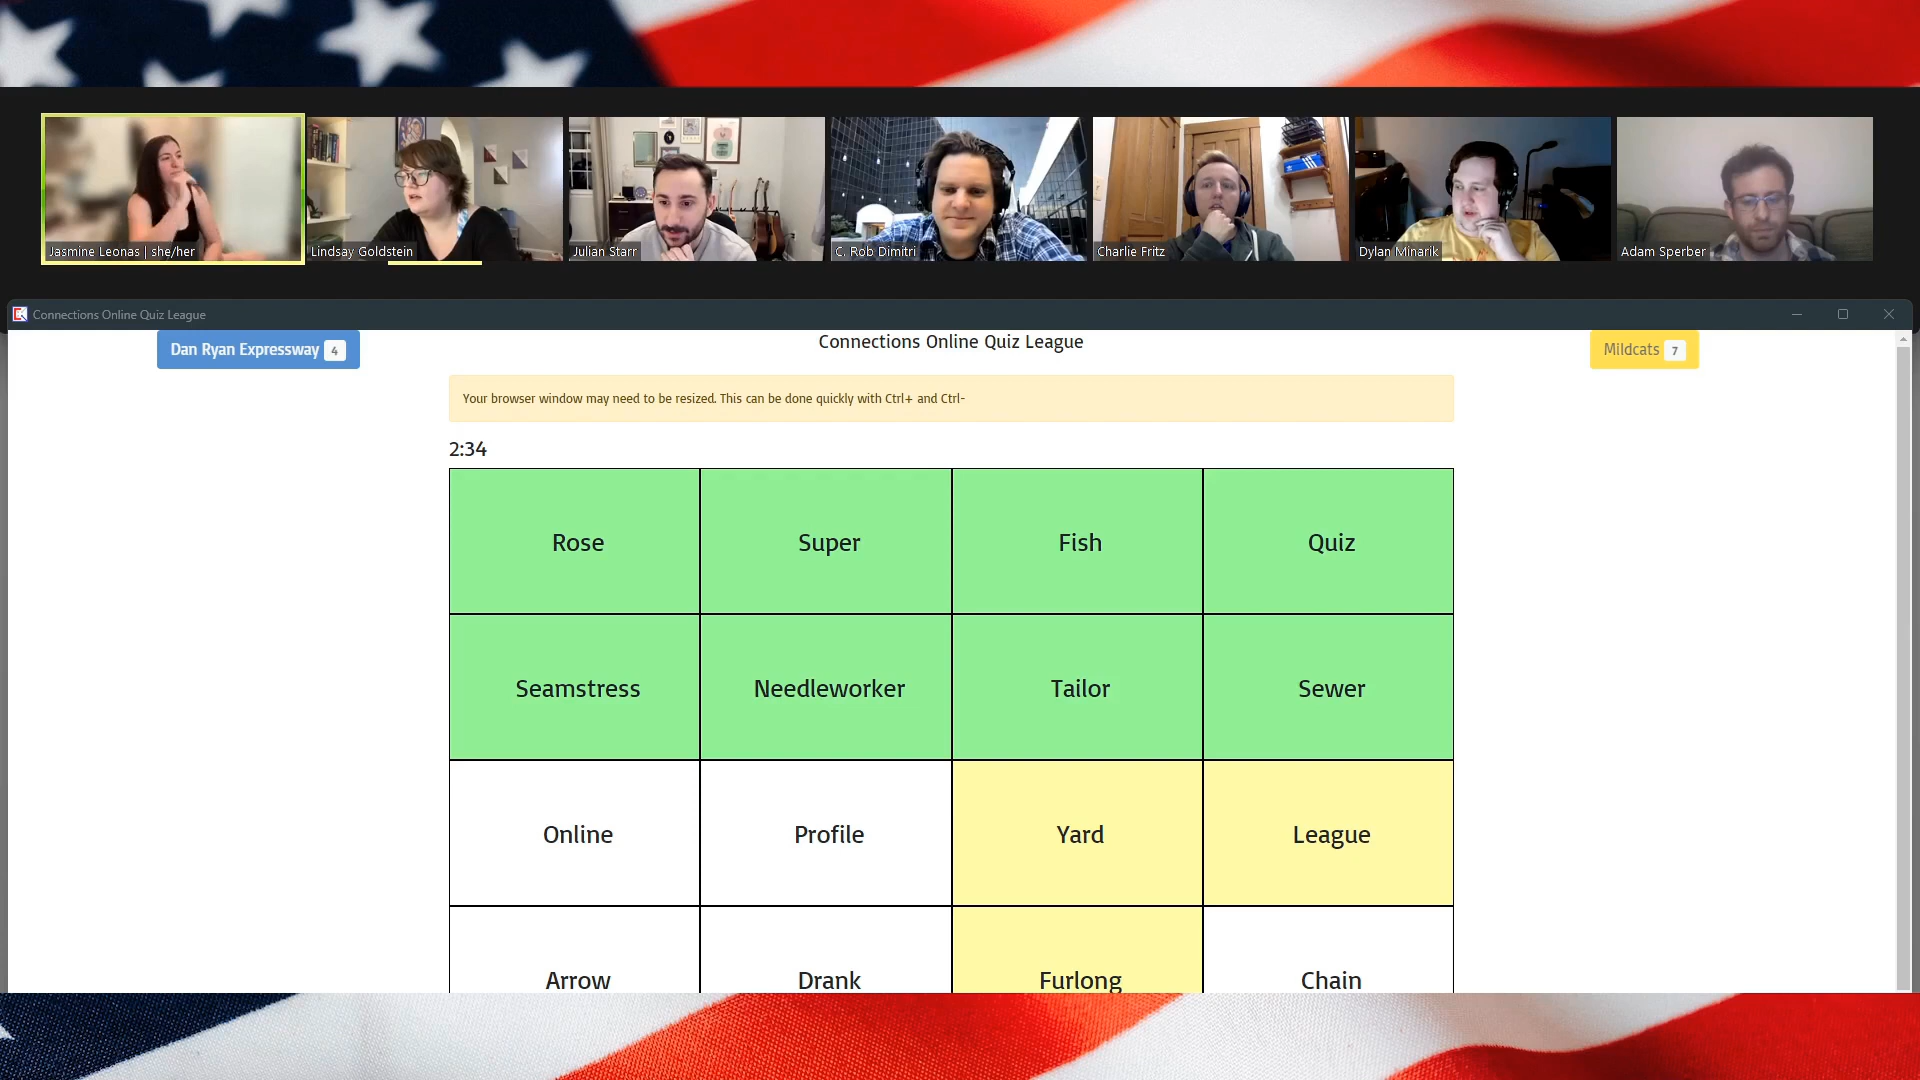 Jasmine Leonas | she/her
Lindsay Goldstein
Julian Starr
C. Rob Dimitri
Charlie Fritz
Dylan Minarik
Adam Sperber
Connections Online Quiz League
Dan Ryan Expressway 4
Connections Online Quiz League
Mildcats 7
Your browser window may need to be resized. This can be done quickly with Ctrl+ and Ctrl-
2:34
Rose Super Fish Quiz
Seamstress Needleworker Tailor Sewer
Online Profile Yard League
Arrow Drank Furlong Chain